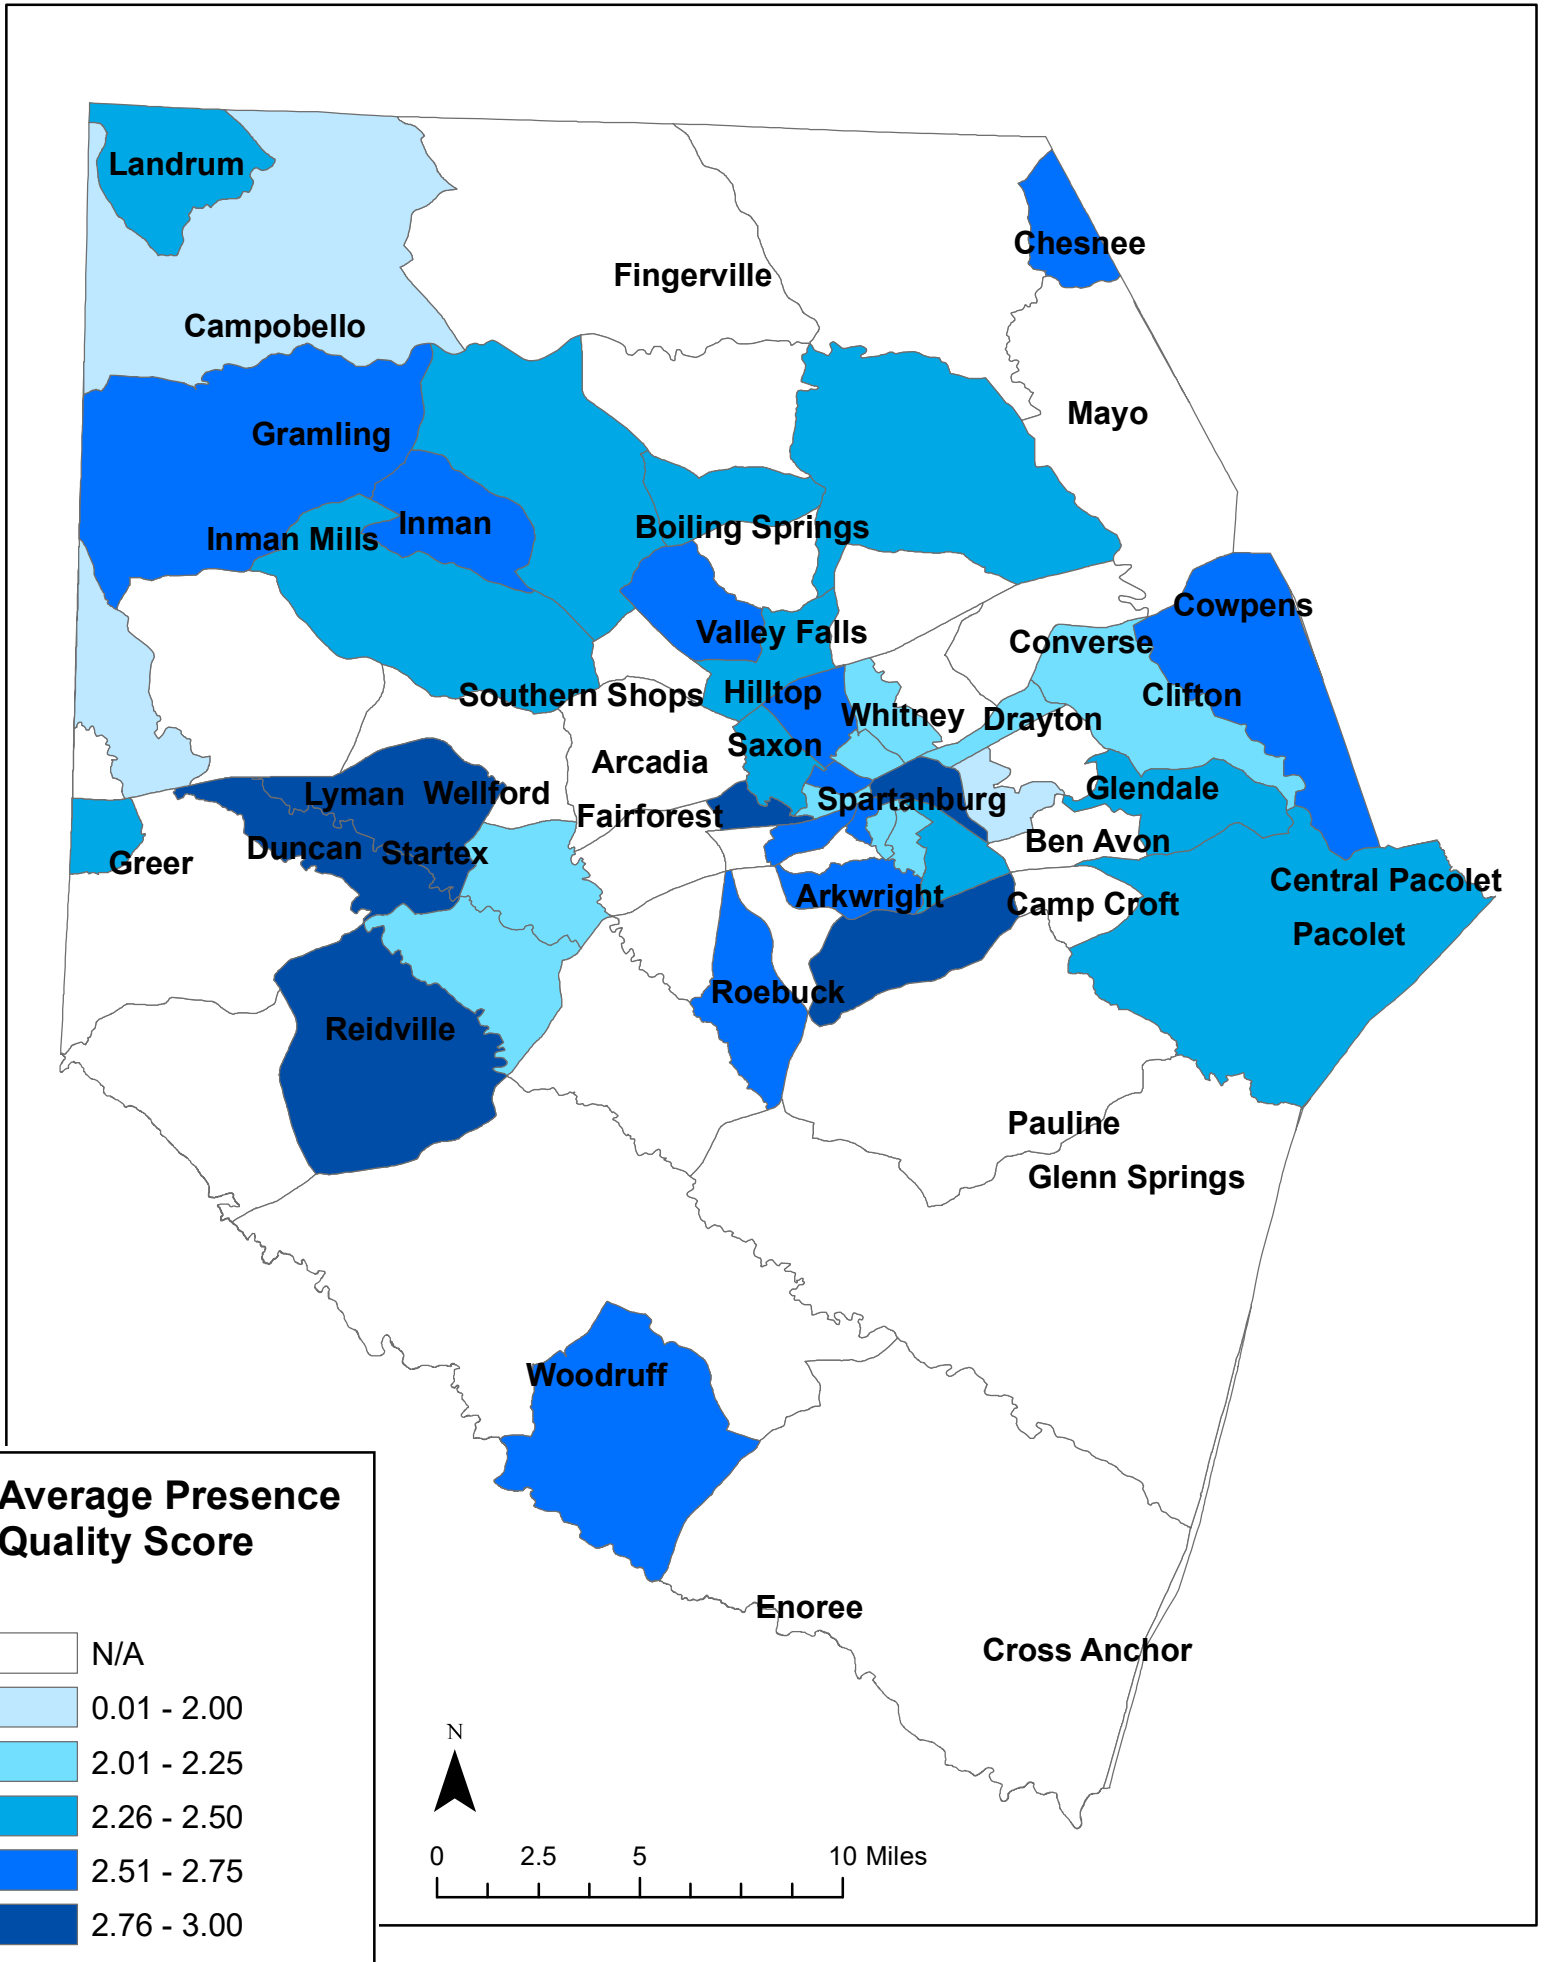 Landrum
Chesnee
Fingerville
Campobello
Mayo
Gramling
Inman
Boiling Springs
Inman Mills
Cowpens
Valley Falls
Converse
Southern Shops
Hilltop
Clifton
Whitney
Drayton
Saxon
Arcadia
Glendale
Lyman
Wellford
Spartanburg
Fairforest
Ben Avon
Duncan
Startex
Greer
Central Pacolet
Arkwright
Camp Croft
Pacolet
Roebuck
Reidville
Pauline
Glenn Springs
Woodruff
Enoree
Cross Anchor
Average Presence
Quality Score
N/A
0.01 - 2.00
2.01 - 2.25
2.26 - 2.50
2.51 - 2.75
2.76 - 3.00
N
0 2.5 5 10 Miles